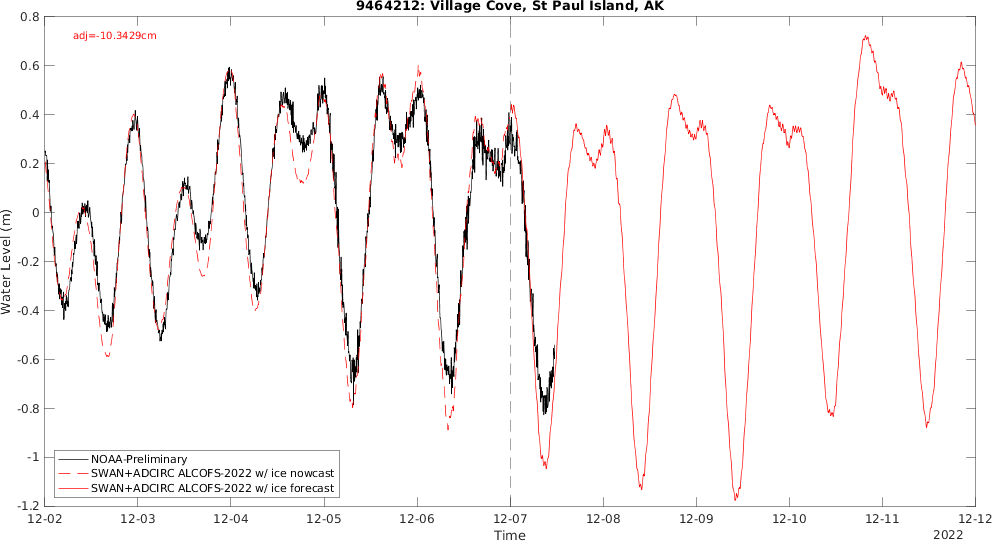 9464212: Village Cove, St Paul Island, AK
adj=-10.3429cm
Water Level (m)
0.8
0.6
0.4
0.2
0
-0.2
-0.4
-0.6
-0.8
-1
-1.2
NOAA-Preliminary
SWAN+ADCIRC ALCOFS-2022 w/ ice nowcast
SWAN+ADCIRC ALCOFS-2022 w/ ice forecast
12-02 12-03 12-04 12-05 12-06 12-07 12-08 12-09 12-10 12-11 12-12
Time
2022